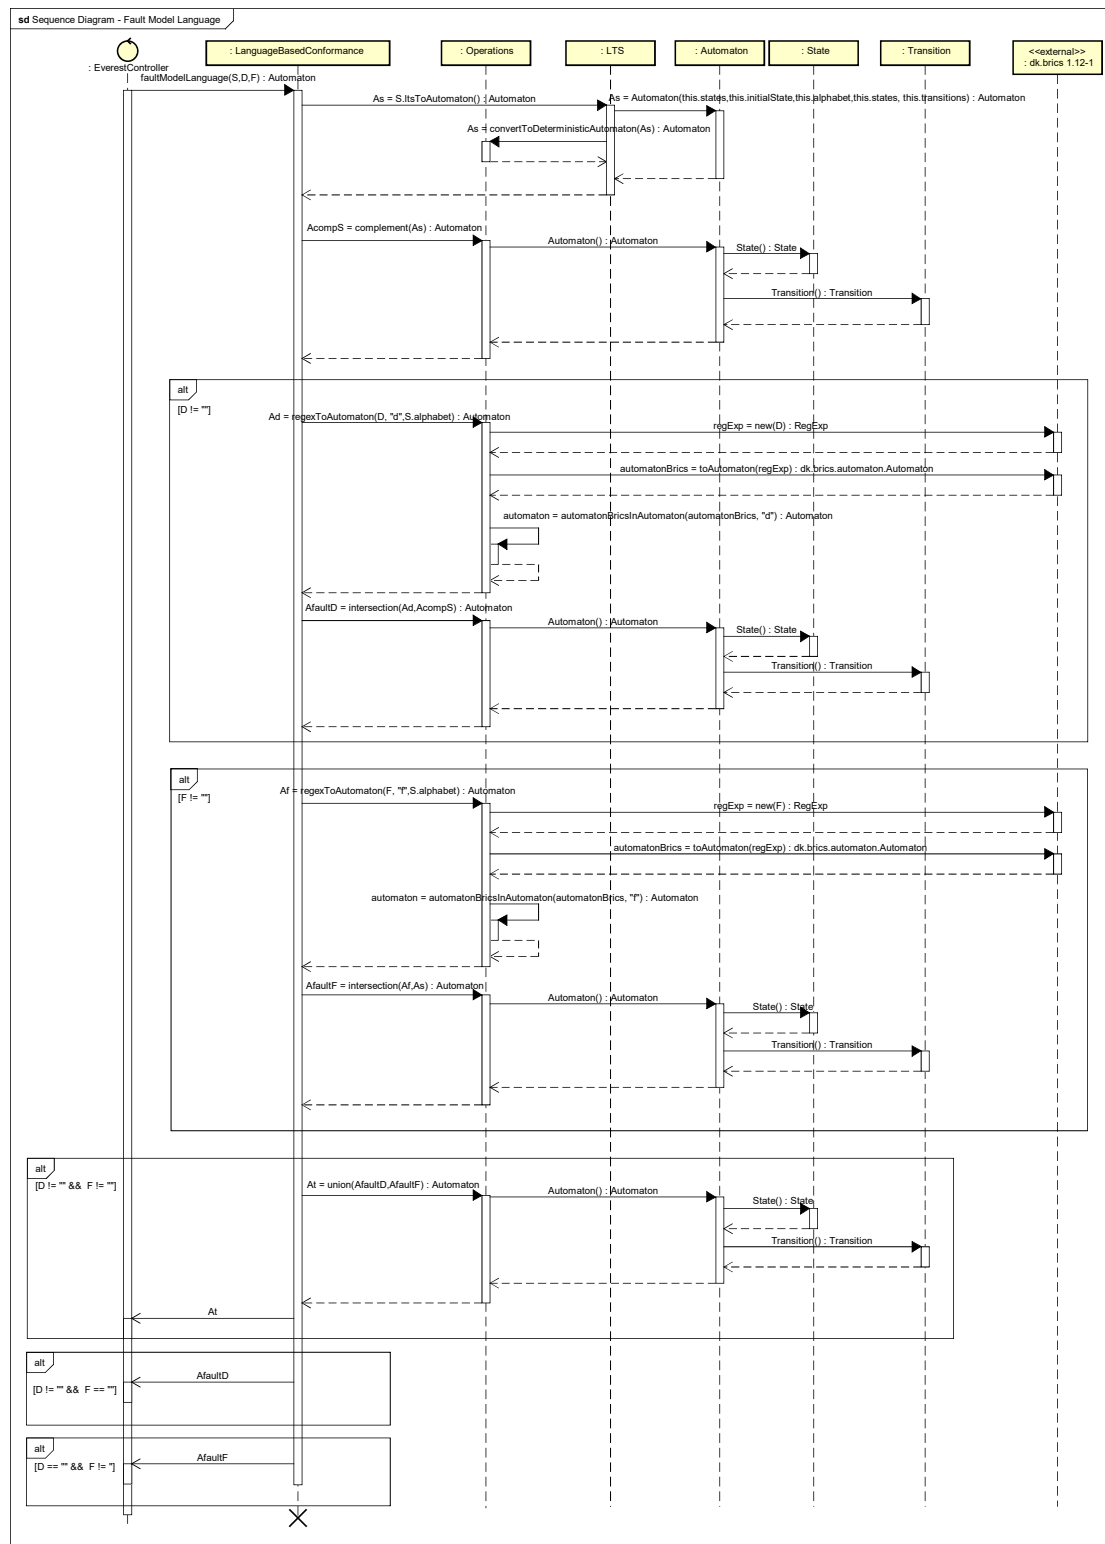 sd Sequence Diagram - Fault Model Language
: EverestController
: LanguageBasedConformance
: Operations
: LTS
: Automaton
: State
: Transition
<<external>>
: dk.brics 1.12-1
faultModelLanguage(S,D,F) : Automaton
As = S.ltsToAutomaton() : Automaton
As = Automaton(this.states,this.initialState,this.alphabet,this.states, this.transitions) : Automaton
As = convertToDeterministicAutomaton(As) : Automaton
AcompS = complement(As) : Automaton
Automaton() : Automaton
State() : State
Transition() : Transition
alt
[D != ""]
Ad = regexToAutomaton(D, "d",S.alphabet) : Automaton
regExp = new(D) : RegExp
automatonBrics = toAutomaton(regExp) : dk.brics.automaton.Automaton
automaton = automatonBricsInAutomaton(automatonBrics, "d") : Automaton
AfaultD = intersection(Ad,AcompS) : Automaton
Automaton() : Automaton
State() : State
Transition() : Transition
alt
[F != ""]
Af = regexToAutomaton(F, "f",S.alphabet) : Automaton
regExp = new(F) : RegExp
automatonBrics = toAutomaton(regExp) : dk.brics.automaton.Automaton
automaton = automatonBricsInAutomaton(automatonBrics, "f") : Automaton
AfaultF = intersection(Af,As) : Automaton
Automaton() : Automaton
State() : State
Transition() : Transition
alt
[D != "" && F != ""]
At = union(AfaultD,AfaultF) : Automaton
Automaton() : Automaton
State() : State
Transition() : Transition
At
alt
[D != "" && F == ""]
AfaultD
alt
[D == "" && F != "]
AfaultF